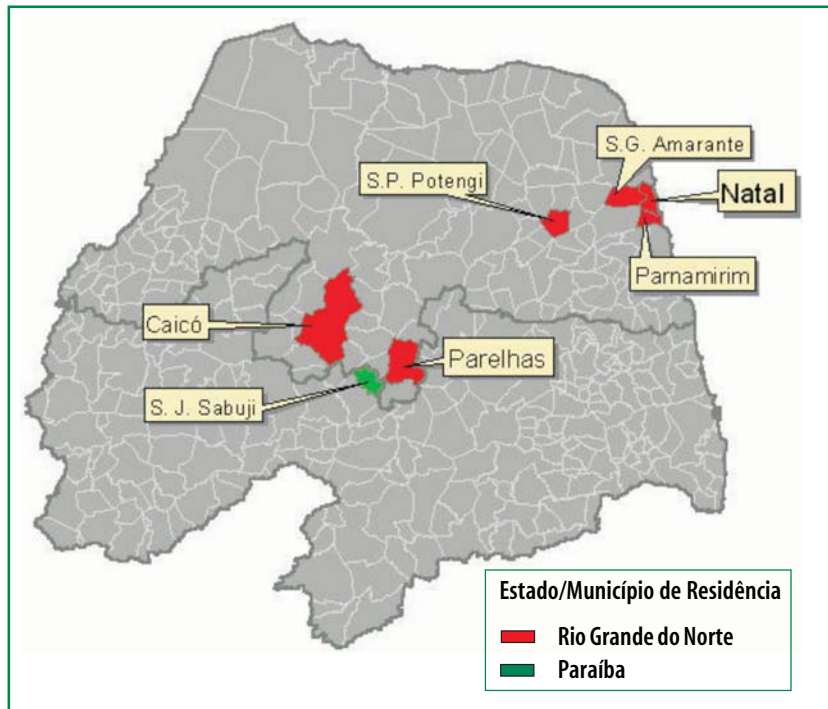 S.G. Amarante
S.P. Potengi
Natal
Parnamirim
Caicó
Parelhas
S. J. Sabuji
Estado/Município de Residência
Rio Grande do Norte
Paraíba